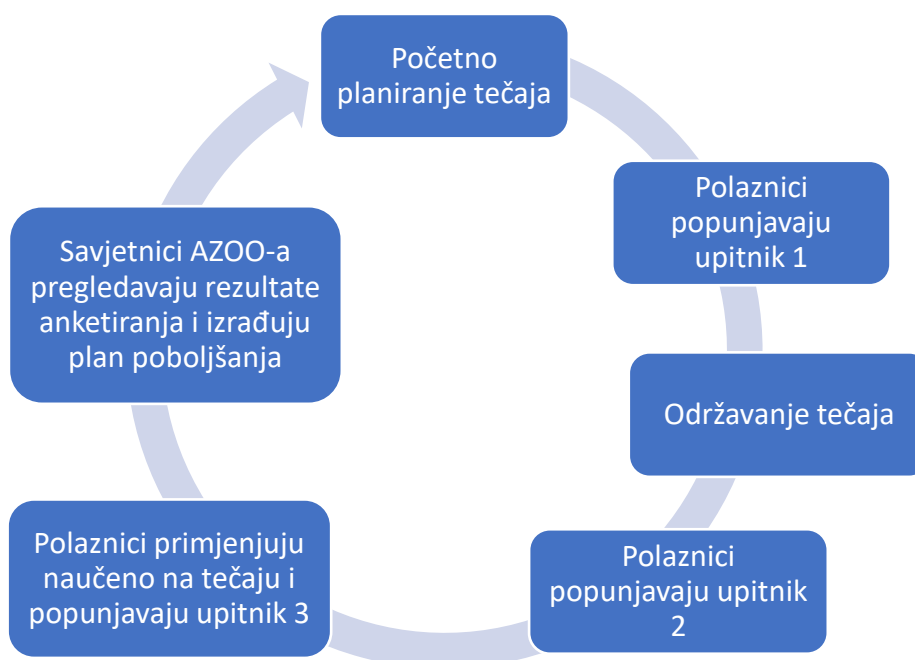 Početno
planiranje tečaja
Polaznici
popunjavaju
upitnik 1
Održavanje tečaja
Polaznici
popunjavaju upitnik
2
Polaznici primjenjuju
naučeno na tečaju i
popunjavaju upitnik 3
Savjetnici AZOO-a
pregledavaju rezultate
anketiranja i izrađuju
plan poboljšanja